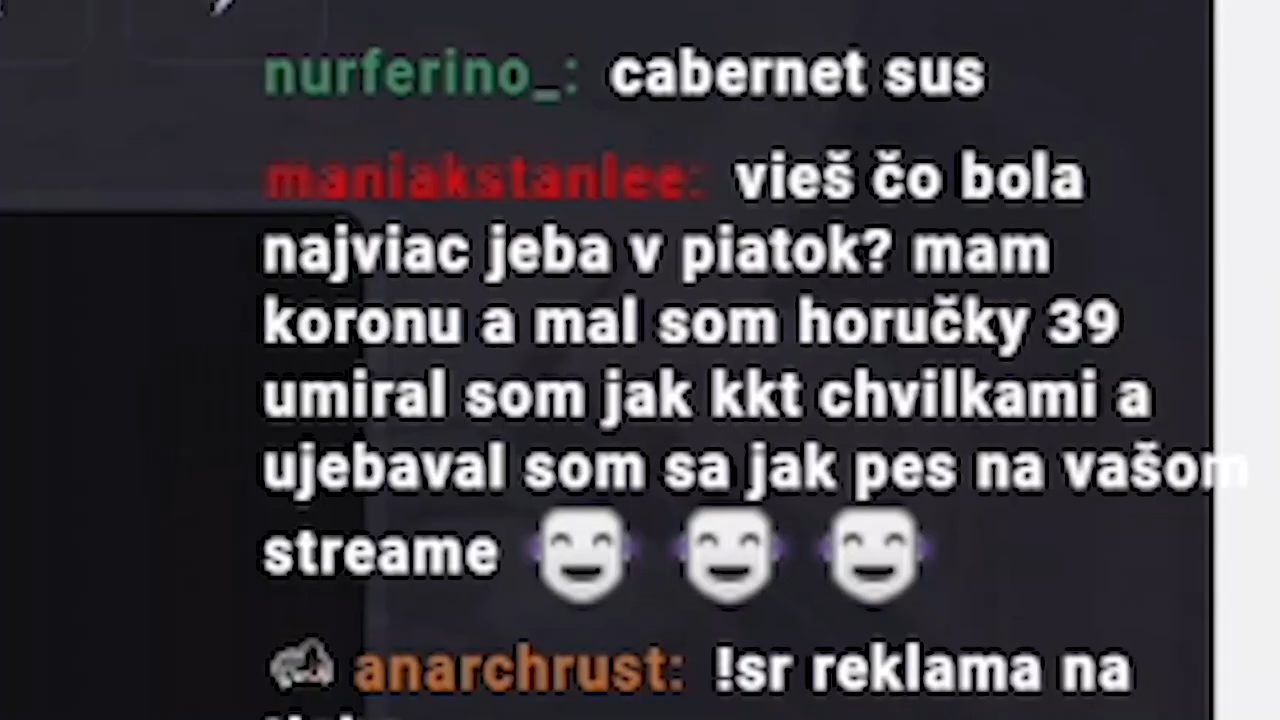 nurferino_: cabernet sus
maniakstanlee: vieš čo bola
najviac jeba v piatok? mam
koronu a mal som horučky 39
umiral som jak kkt chvilkami a
ujebaval som sa jak pes na vašom
streame
anarchrust: !sr reklama na